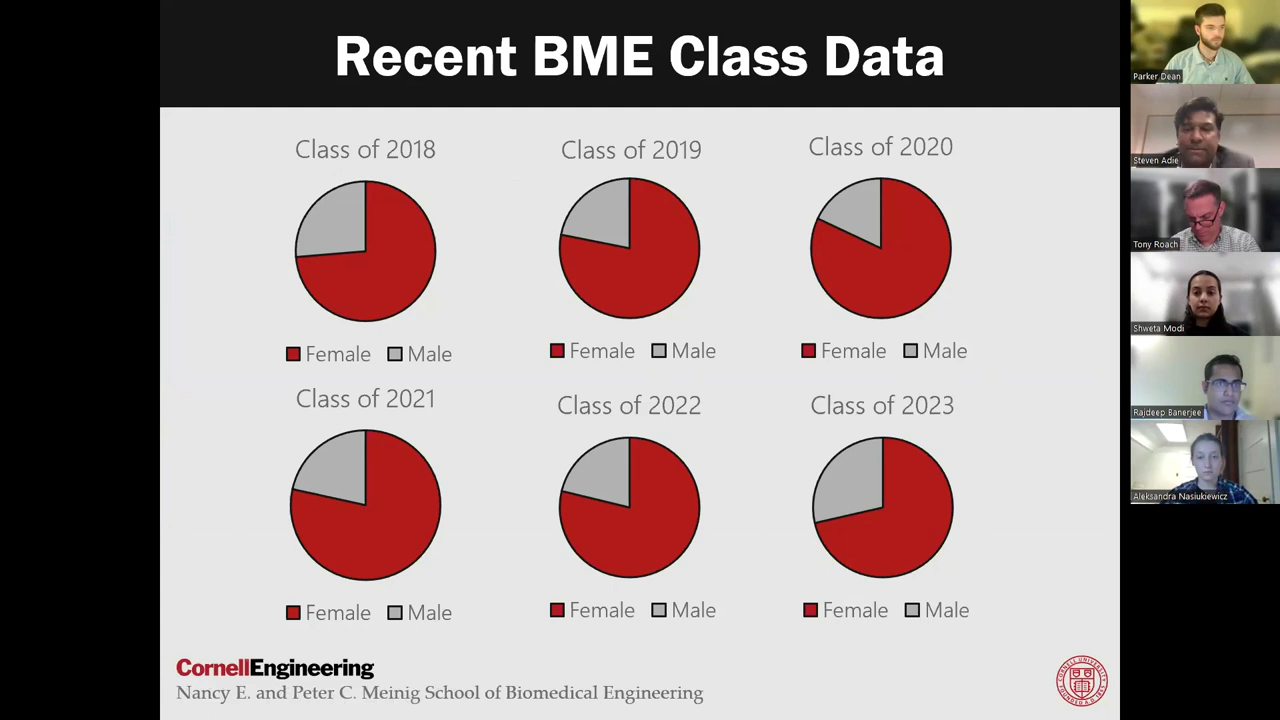 Recent BME Class Data
Class of 2018
Class of 2019
Class of 2020
Female Male
Female Male
Female Male
Class of 2021
Class of 2022
Class of 2023
Female Male
Female Male
Female Male
CornellEngineering
Nancy E. and Peter C. Meinig School of Biomedical Engineering
Parker Dean
Steven Adie
Tony Roach
Shweta Modi
Rajdeep Banerjee
Aleksandra Nasiukiewicz